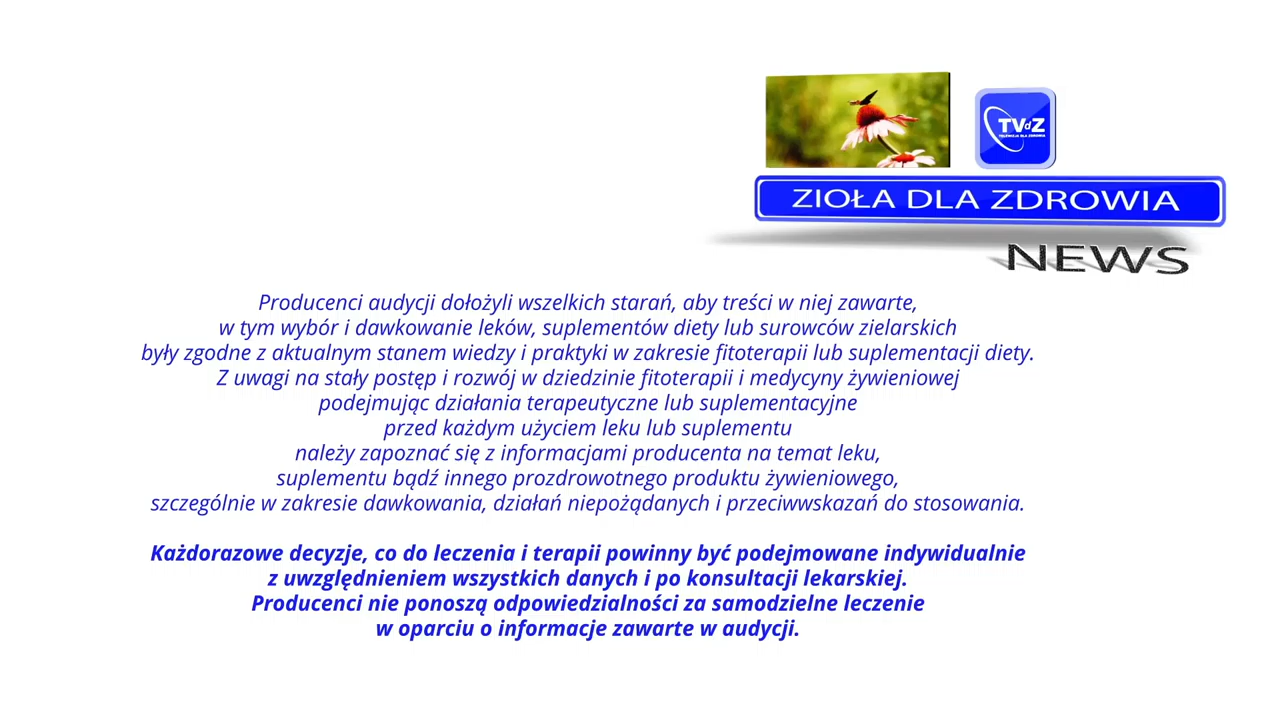 TVdZ
TELEWIZJA DLA ZDROWIA
ZIOŁA DLA ZDROWIA
NEWS
Producenci audycji dołożyli wszelkich starań, aby treści w niej zawarte,
w tym wybór i dawkowanie leków, suplementów diety lub surowców zielarskich
były zgodne z aktualnym stanem wiedzy i praktyki w zakresie fitoterapii lub suplementacji diety.
Z uwagi na stały postęp i rozwój w dziedzinie fitoterapii i medycyny żywieniowej
podejmując działania terapeutyczne lub suplementacyjne
przed każdym użyciem leku lub suplementu
należy zapoznać się z informacjami producenta na temat leku,
suplementu bądź innego prozdrowotnego produktu żywieniowego,
szczególnie w zakresie dawkowania, działań niepożądanych i przeciwwskazań do stosowania.
Każdorazowe decyzje, co do leczenia i terapii powinny być podejmowane indywidualnie
z uwzględnieniem wszystkich danych i po konsultacji lekarskiej.
Producenci nie ponoszą odpowiedzialności za samodzielne leczenie
w oparciu o informacje zawarte w audycji.